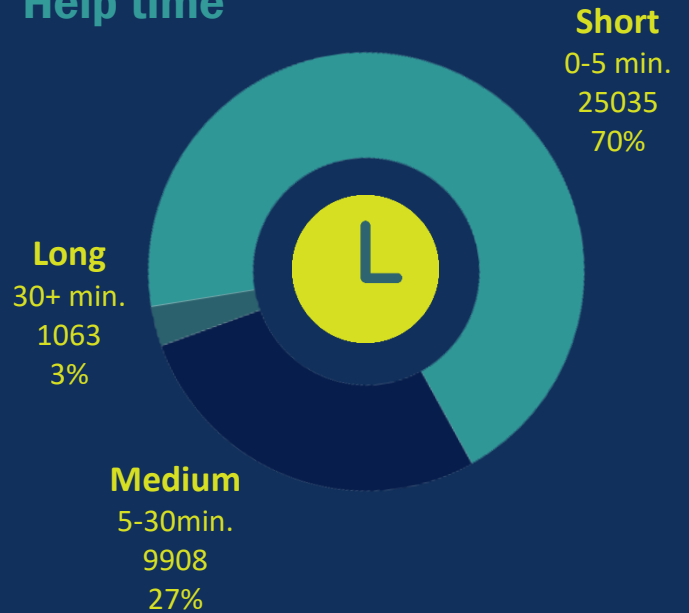 Help time
Short
0-5 min.
25035
70%
Long
30+ min.
1063
3%
Medium
5-30min.
9908
27%